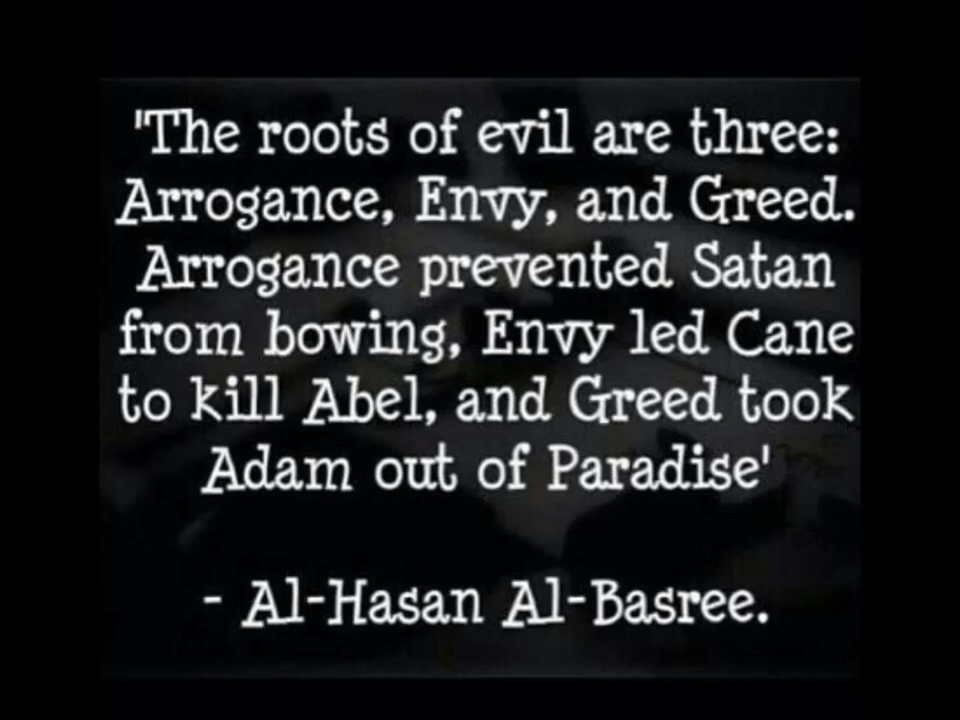 'The roots of evil are three:
Arrogance, Envy, and Greed.
Arrogance prevented Satan
from bowing, Envy led Cane
to kill Abel, and Greed took
Adam out of Paradise'
- Al-Hasan Al-Basree.